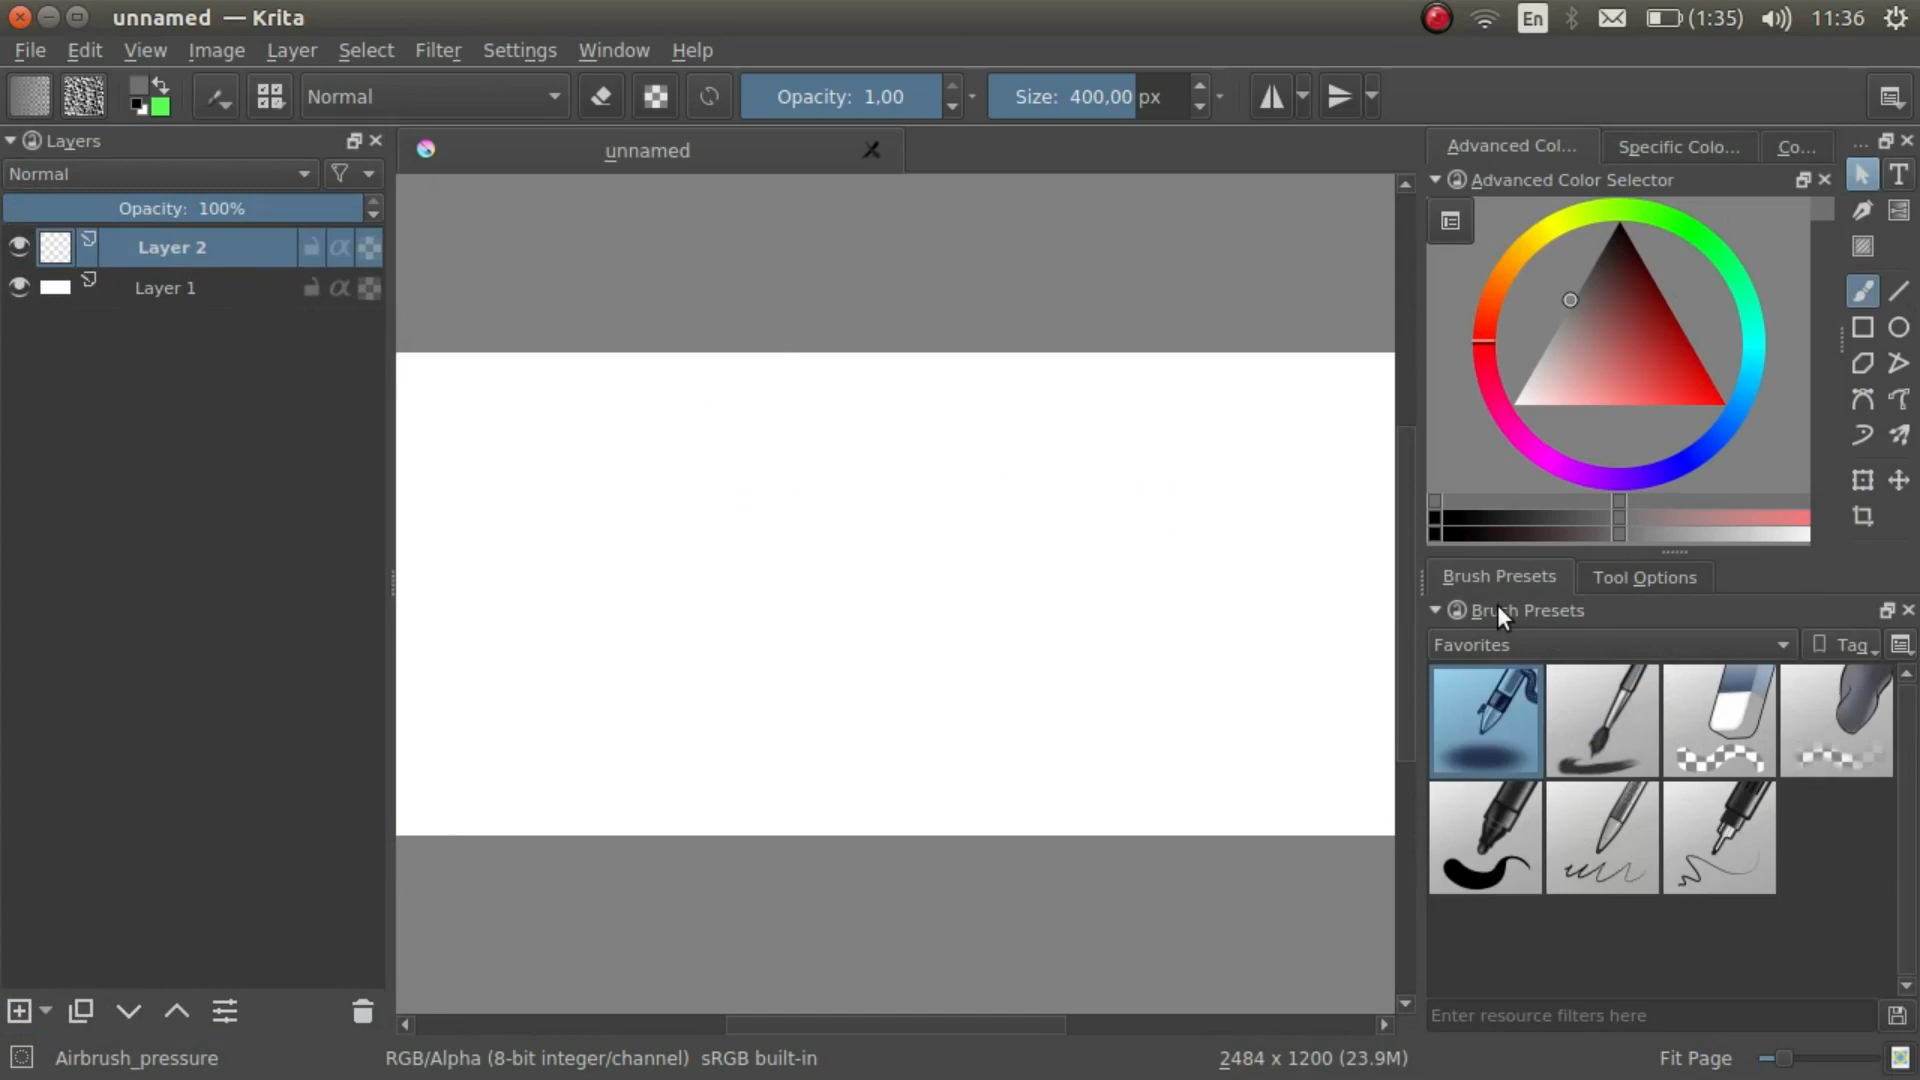 unnamed — Krita
En
(1:35)
11:36
File Edit View Image Layer Select Filter Settings Window Help
Normal
Opacity: 1,00
Size: 400,00 px
Layers
unnamed
Advanced Col...
Specific Colo...
Co...
...
Normal
Advanced Color Selector
T
Opacity: 100%
Layer 2
Layer 1
Brush Presets
Tool Options
Brush Presets
Favorites
Tag
Enter resource filters here
Airbrush_pressure
RGB/Alpha (8-bit integer/channel) sRGB built-in
2484 x 1200 (23.9M)
Fit Page